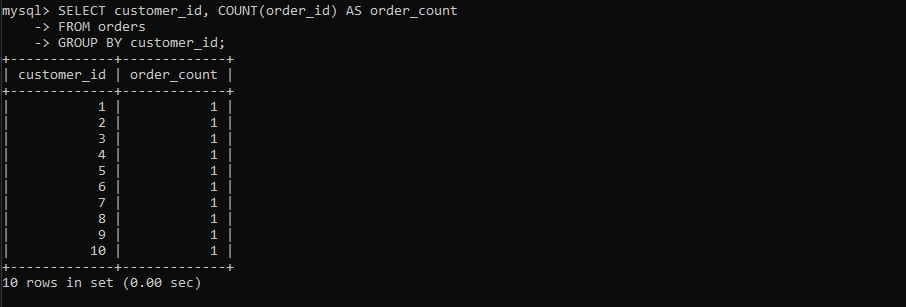 mysql> SELECT customer_id, COUNT(order_id) AS order_count
    -> FROM orders
    -> GROUP BY customer_id;
+-------------+-------------+
| customer_id | order_count |
+-------------+-------------+
|           1 |           1 |
|           2 |           1 |
|           3 |           1 |
|           4 |           1 |
|           5 |           1 |
|           6 |           1 |
|           7 |           1 |
|           8 |           1 |
|           9 |           1 |
|          10 |           1 |
+-------------+-------------+
10 rows in set (0.00 sec)